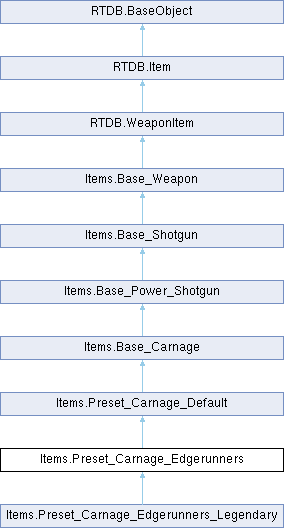 RTDB.BaseObject
RTDB.Item
RTDB.WeaponItem
Items.Base_Weapon
Items.Base_Shotgun
Items.Base_Power_Shotgun
Items.Base_Carnage
Items.Preset_Carnage_Default
Items.Preset_Carnage_Edgerunners
Items.Preset_Carnage_Edgerunners_Legendary